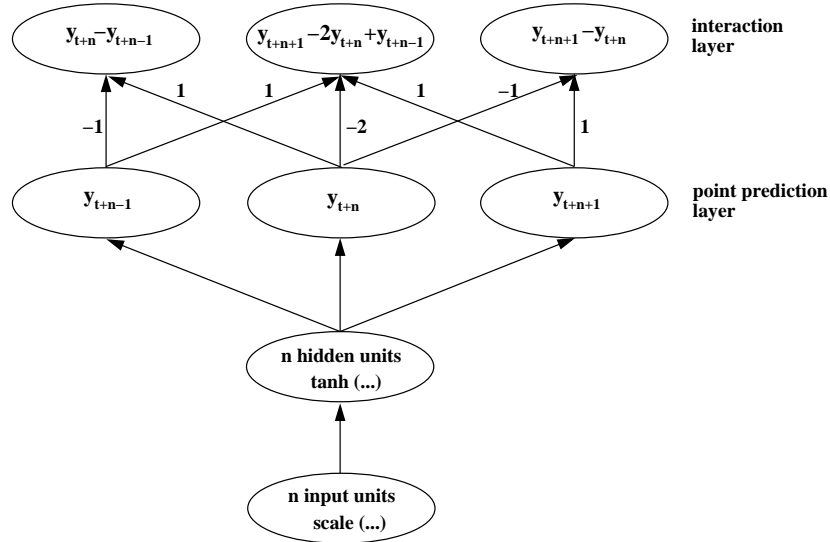 y_{t+n}−y_{t+n−1}
y_{t+n+1}−2y_{t+n}+y_{t+n−1}
y_{t+n+1}−y_{t+n}
interaction
layer
−1
1
1
−2
−1
1
1
y_{t+n−1}
y_{t+n}
y_{t+n+1}
point prediction
layer
n hidden units
tanh (...)
n input units
scale (...)